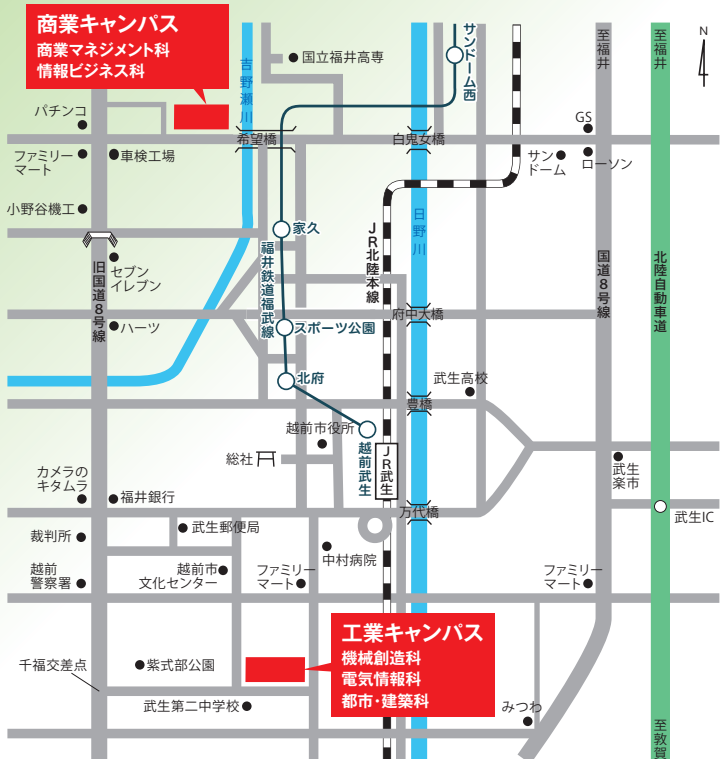 商業キャンパス
商業マネジメント科
情報ビジネス科
吉野瀬川
国立福井高専
サンドーム西
至福井
至福井
N
パチンコ
希望橋
白鬼女橋
GS
ファミリー
マート
車検工場
サン
ドーム
ローソン
小野谷機工
家久
日野川
JR北陸本線
福井鉄道福武線
国道8号線
北陸自動車道
旧国道8号線
セブン
イレブン
ハーツ
スポーツ公園
府中大橋
北府
武生高校
豊橋
越前市役所
総社
越前武生
JR武生
武生
楽市
カメラの
キタムラ
福井銀行
万代橋
武生IC
裁判所
武生郵便局
中村病院
越前
警察署
越前市
文化センター
ファミリー
マート
ファミリー
マート
工業キャンパス
機械創造科
電気情報科
都市・建築科
千福交差点
紫式部公園
武生第二中学校
みつわ
至敦賀